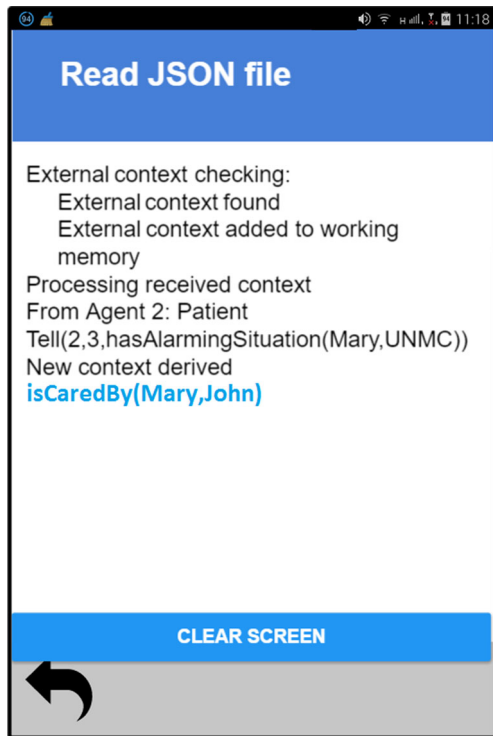 94 H 94 11:18
Read JSON file
External context checking:
External context found
External context added to working
memory
Processing received context
From Agent 2: Patient
Tell(2,3,hasAlarmingSituation(Mary,UNMC))
New context derived
isCaredBy(Mary,John)
CLEAR SCREEN